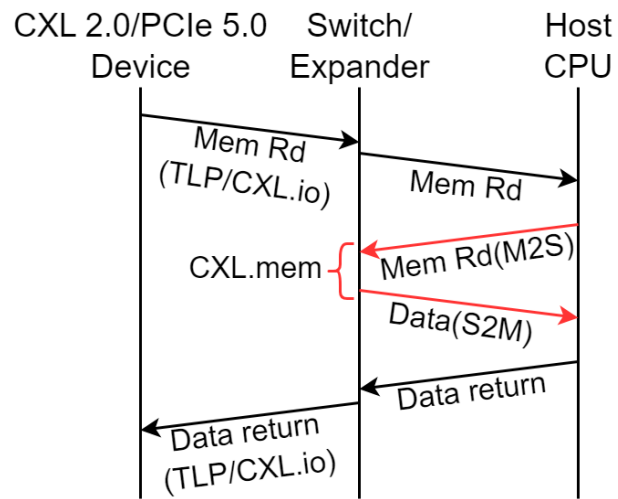 CXL 2.0/PCIe 5.0
Device
Switch/
Expander
Host
CPU
Mem Rd
(TLP/CXL.io)
Mem Rd
Mem Rd(M2S)
CXL.mem
Data(S2M)
Data return
Data return
(TLP/CXL.io)